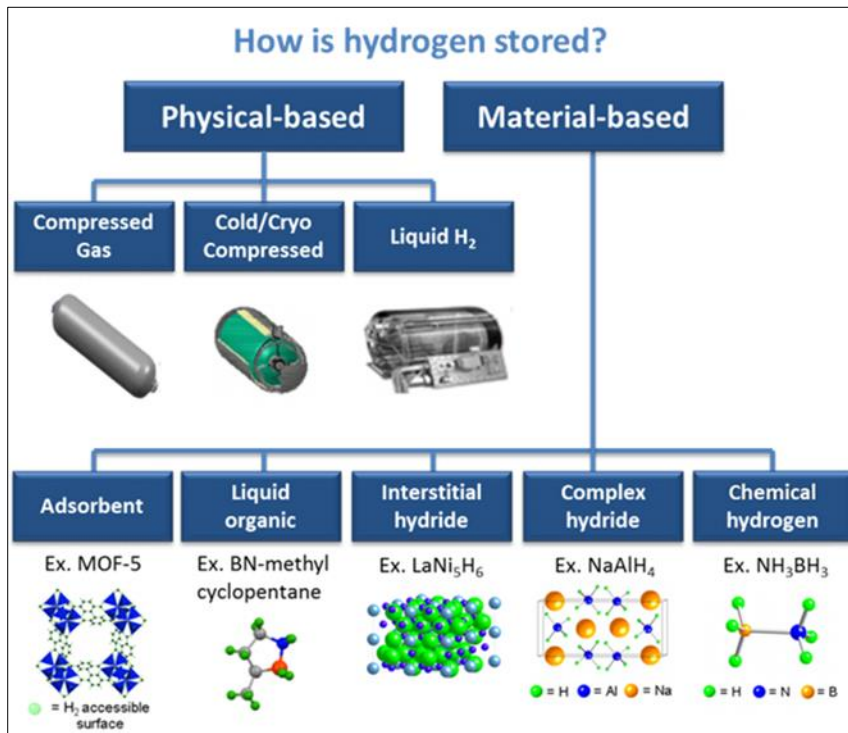 How is hydrogen stored?
Physical-based
Material-based
Compressed
Gas
Cold/Cryo
Compressed
Liquid H₂
Adsorbent
Liquid
organic
Interstitial
hydride
Complex
hydride
Chemical
hydrogen
Ex. MOF-5
Ex. BN-methyl
cyclopentane
Ex. LaNi₅H₆
Ex. NaAlH₄
Ex. NH₃BH₃
= H₂ accessible
surface
= H = Al = Na
= H = N = B